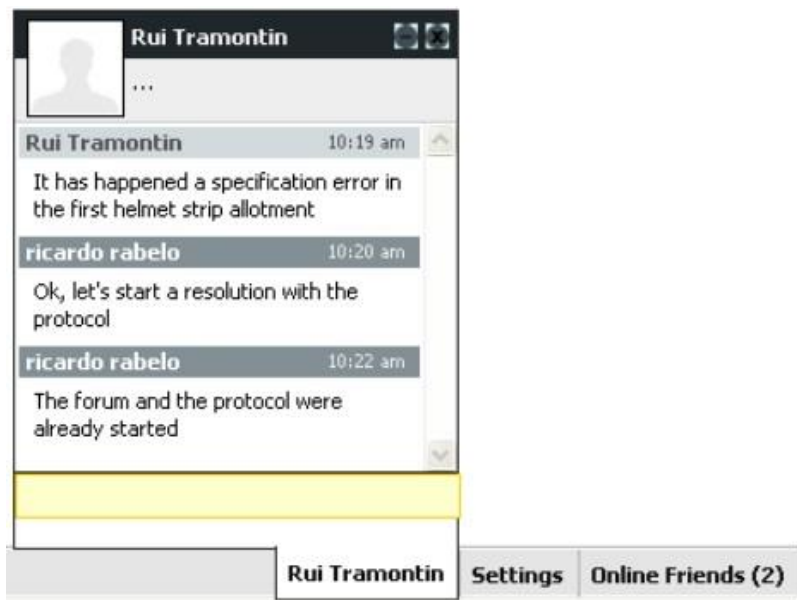 Rui Tramontin
...
Rui Tramontin 10:19 am
It has happened a specification error in
the first helmet strip allotment
ricardo rabelo 10:20 am
Ok, let's start a resolution with the
protocol
ricardo rabelo 10:22 am
The forum and the protocol were
already started
Rui Tramontin Settings Online Friends (2)